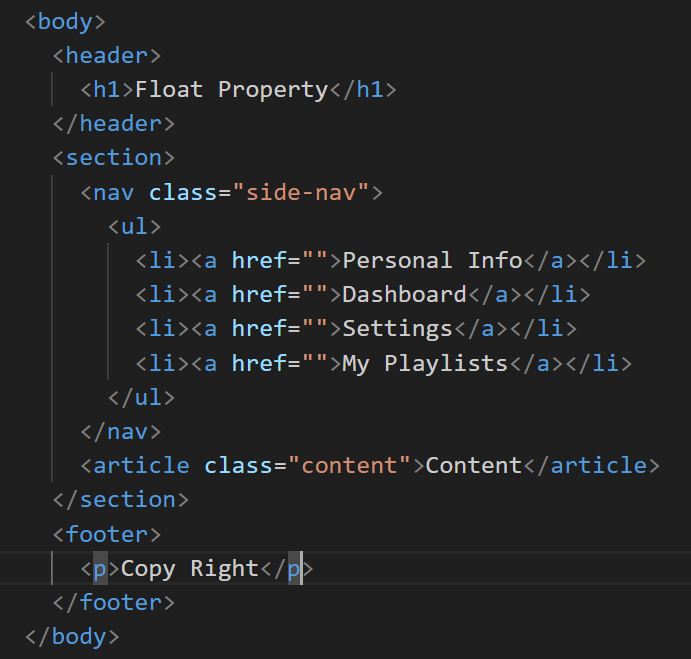 <body>
<header>
<h1>Float Property</h1>
</header>
<section>
<nav class="side-nav">
<ul>
<li><a href="">Personal Info</a></li>
<li><a href="">Dashboard</a></li>
<li><a href="">Settings</a></li>
<li><a href="">My Playlists</a></li>
</ul>
</nav>
<article class="content">Content</article>
</section>
<footer>
<p>Copy Right</p>
</footer>
</body>